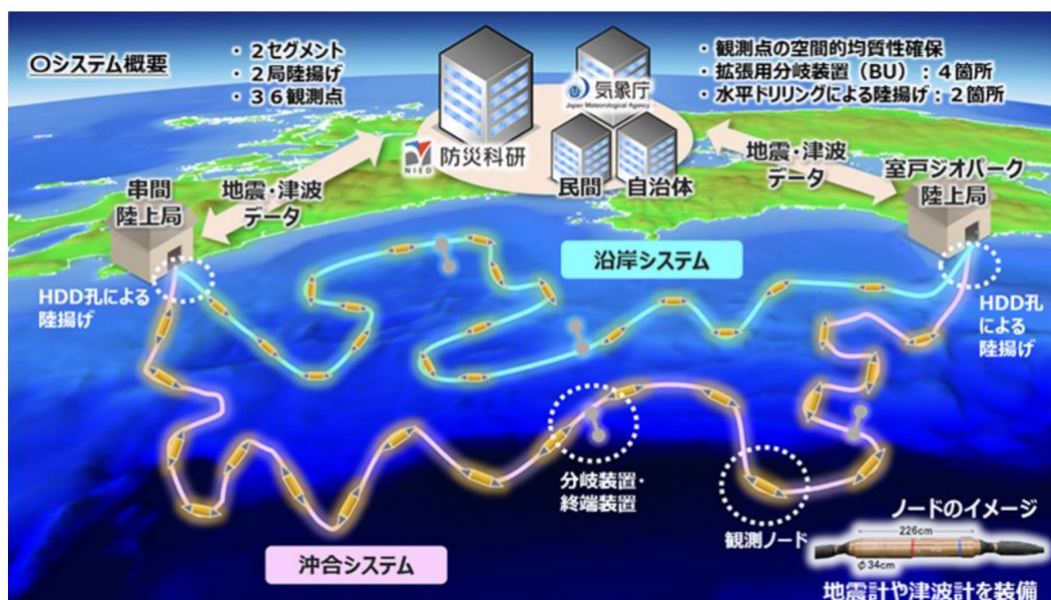 〇システム概要
・２セグメント
・２局陸揚げ
・３６観測点
・観測点の空間的均質性確保
・拡張用分岐装置（BU）：４箇所
・水平ドリリングによる陸揚げ：２箇所
気象庁
Japan Meteorological Agency
防災科研
NIED
民間
自治体
串間
陸上局
地震・津波
データ
地震・津波
データ
室戸ジオパーク
陸上局
沿岸システム
HDD孔による
陸揚げ
HDD孔
による
陸揚げ
分岐装置・
終端装置
観測ノード
沖合システム
ノードのイメージ
226cm
φ34cm
地震計や津波計を装備